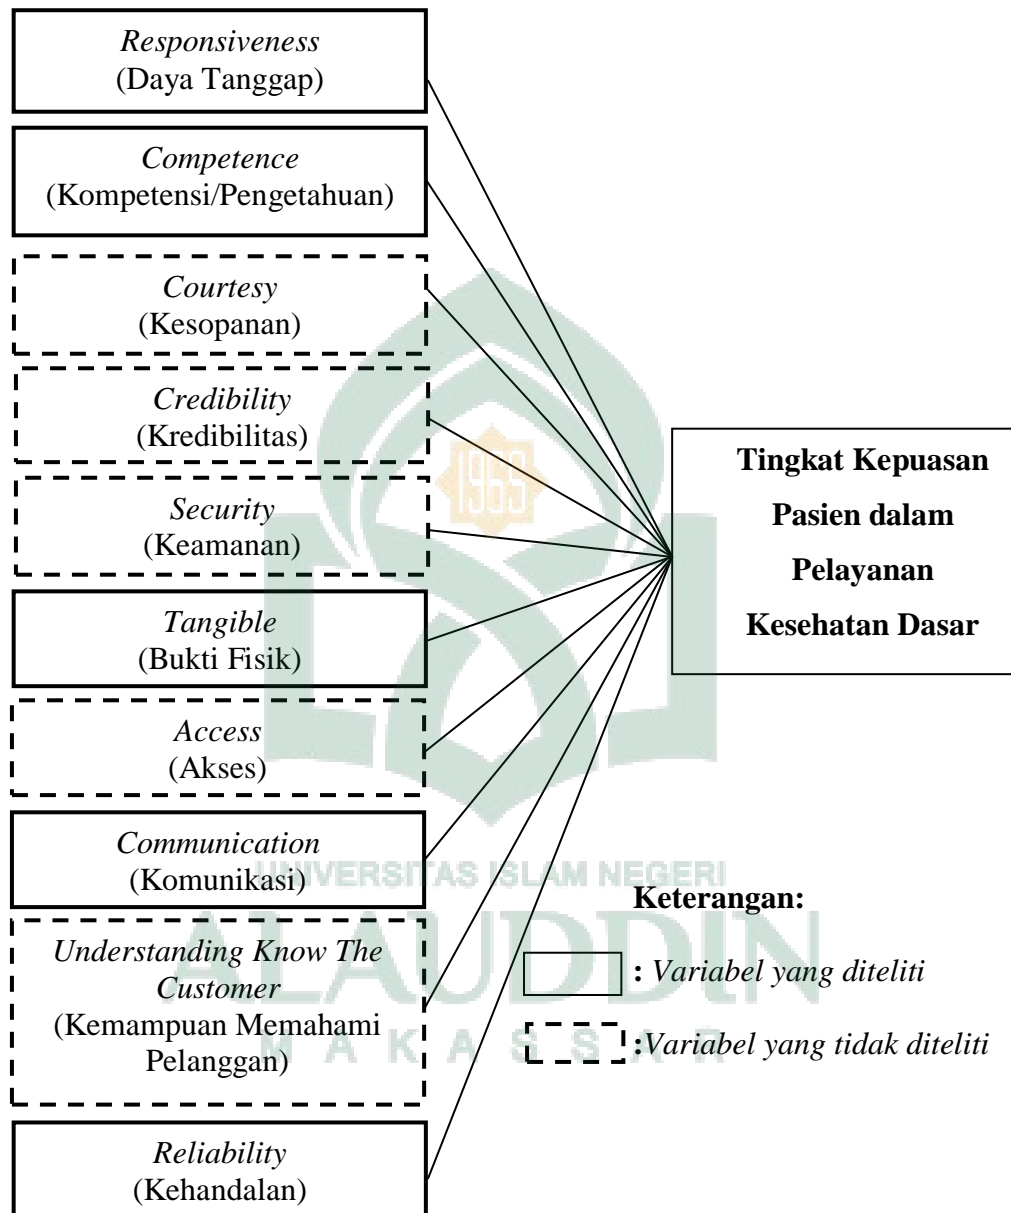 Responsiveness
(Daya Tanggap)
Competence
(Kompetensi/Pengetahuan)
Courtesy
(Kesopanan)
Credibility
(Kredibilitas)
Security
(Keamanan)
Tangible
(Bukti Fisik)
Access
(Akses)
Communication
(Komunikasi)
Understanding Know The
Customer
(Kemampuan Memahami
Pelanggan)
Reliability
(Kehandalan)
Tingkat Kepuasan
Pasien dalam
Pelayanan
Kesehatan Dasar
Keterangan:
: Variabel yang diteliti
:Variabel yang tidak diteliti
1965
UNIVERSITAS ISLAM NEGERI
ALAUDDIN
MAKASSAR